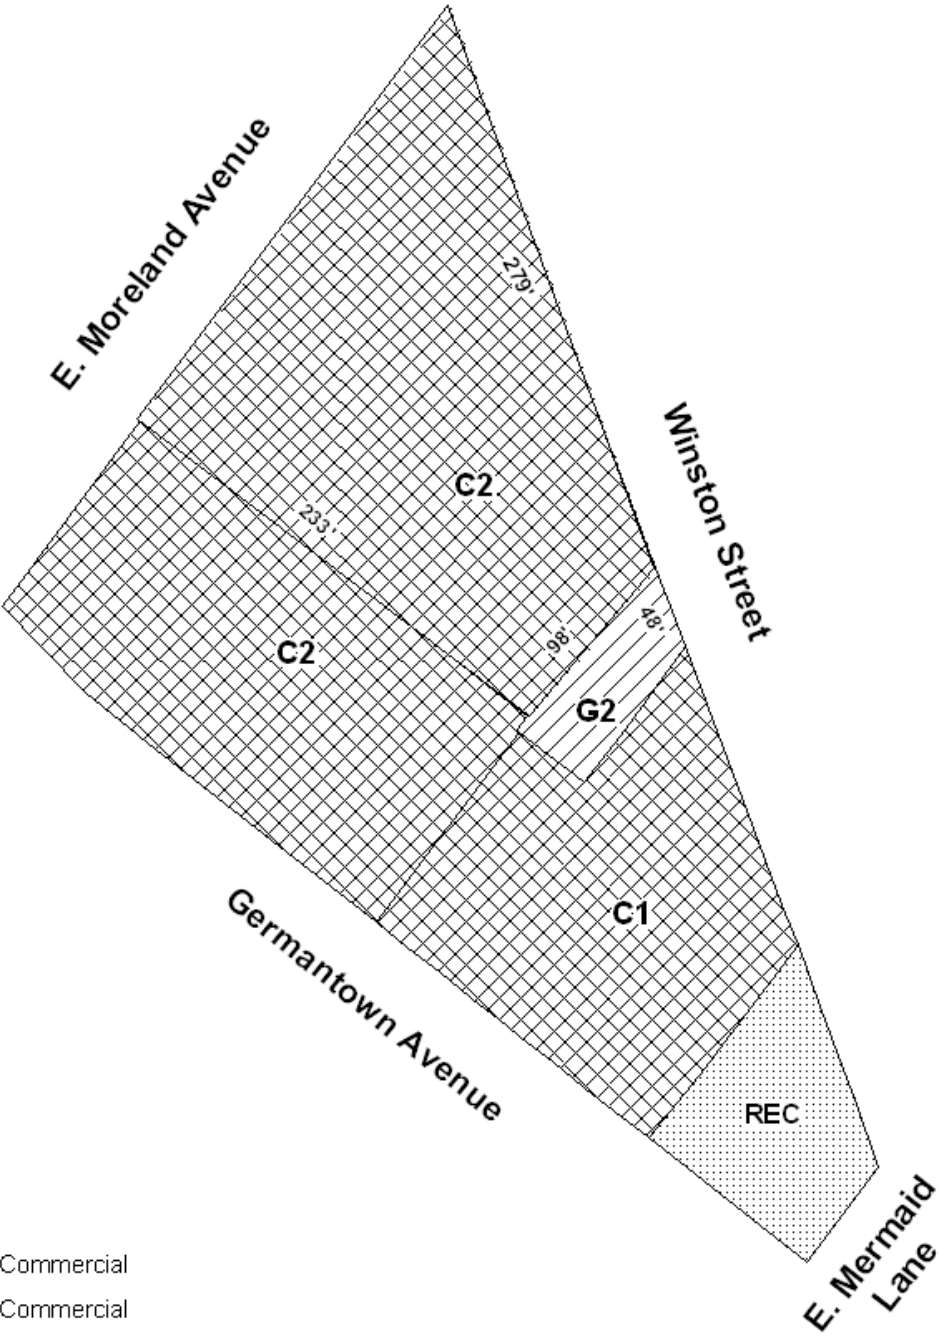 E. Moreland Avenue
279'
Winston Street
C2
233'
C2
98'
48'
G2
C1
Germantown Avenue
REC
E. Mermaid
Lane
Commercial
Commercial